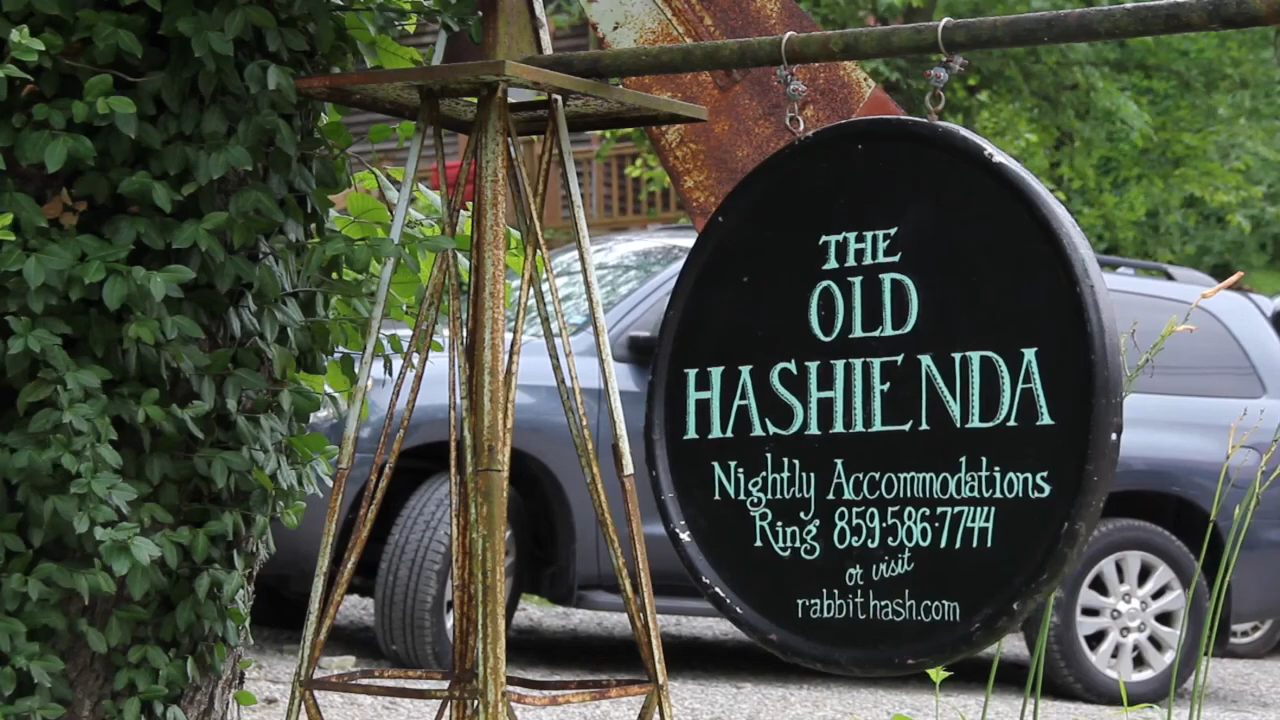 THE
OLD
HASHIENDA
Nightly Accommodations
Ring 859·586·7744
or visit
rabbithash.com